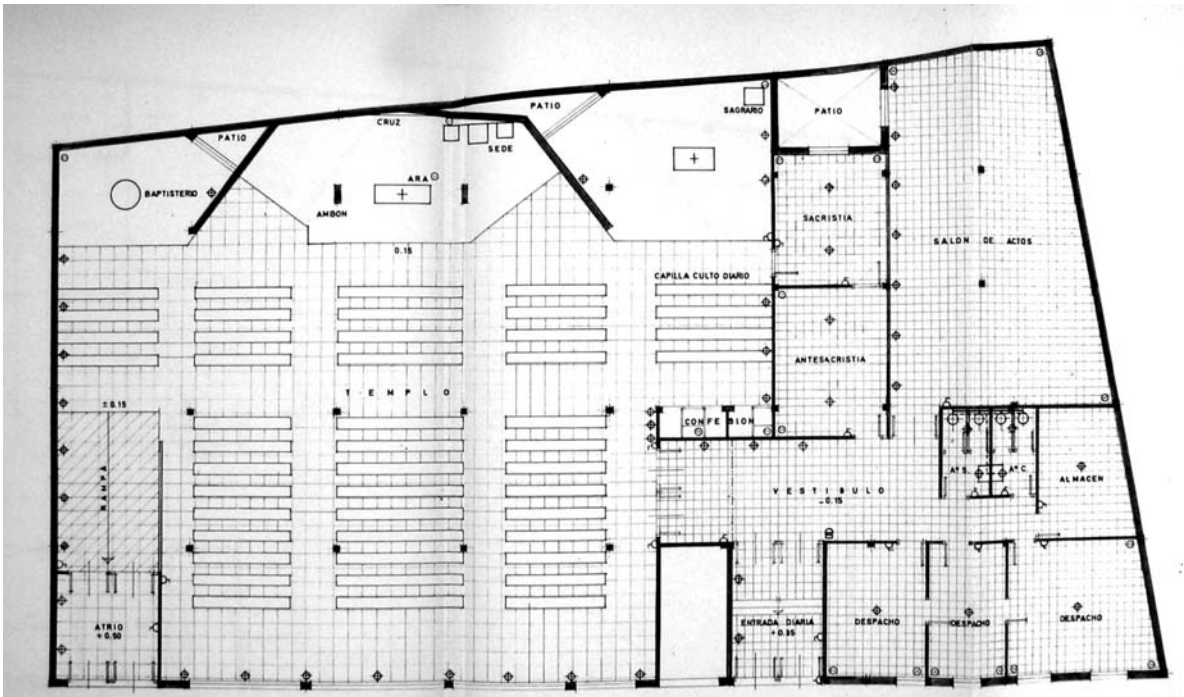 PATIO
SAGRARIO
PATIO
CRUZ
PATIO
SEDE
BAPTISTERIO
ARA
AMBON
SACRISTIA
SALON DE ACTOS
0.15
CAPILLA CULTO DIARIO
ANTESACRISTIA
TEMPLO
±0.15
CONFESION
RAMPA
Aº S.
Aº C.
ALMACEN
VESTIBULO
-0.15
ATRIO
+0.50
ENTRADA DIARIA
+0.35
DESPACHO
DESPACHO
DESPACHO